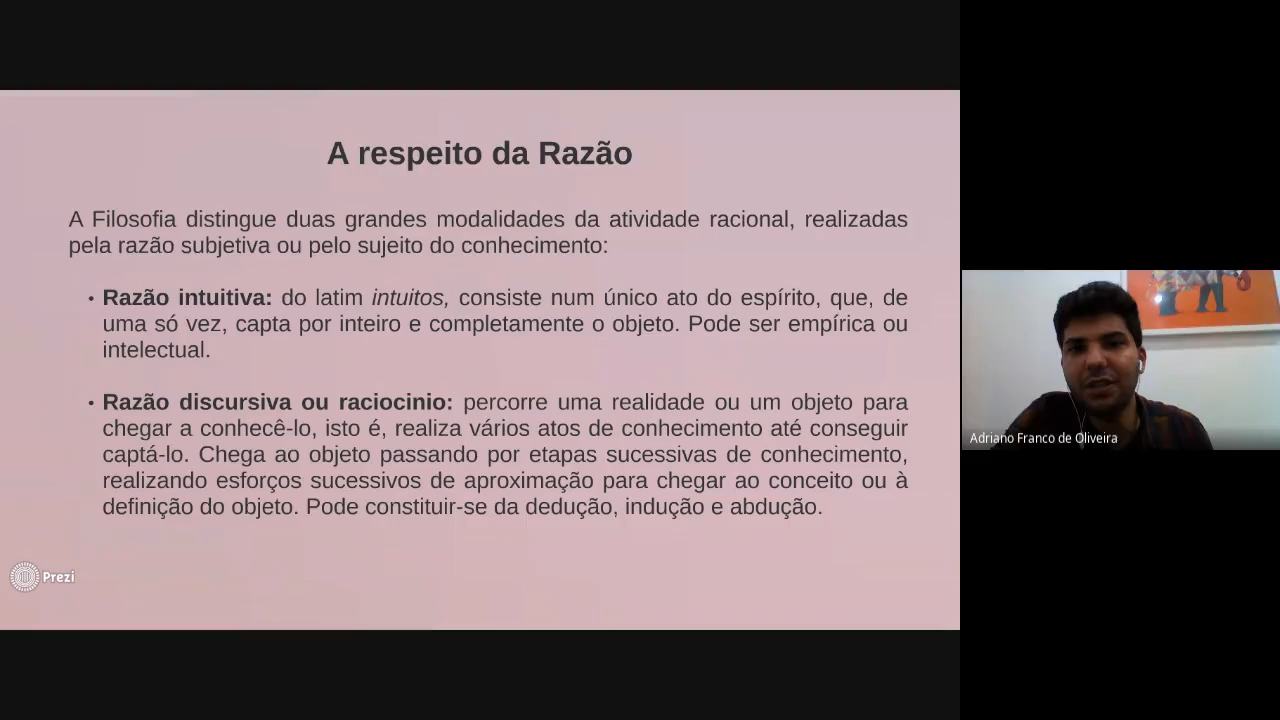 A respeito da Razão
A Filosofia distingue duas grandes modalidades da atividade racional, realizadas
pela razão subjetiva ou pelo sujeito do conhecimento:
• Razão intuitiva: do latim intuitos, consiste num único ato do espírito, que, de
uma só vez, capta por inteiro e completamente o objeto. Pode ser empírica ou
intelectual.
• Razão discursiva ou raciocinio: percorre uma realidade ou um objeto para
chegar a conhecê-lo, isto é, realiza vários atos de conhecimento até conseguir
captá-lo. Chega ao objeto passando por etapas sucessivas de conhecimento,
realizando esforços sucessivos de aproximação para chegar ao conceito ou à
definição do objeto. Pode constituir-se da dedução, indução e abdução.
Prezi
Adriano Franco de Oliveira